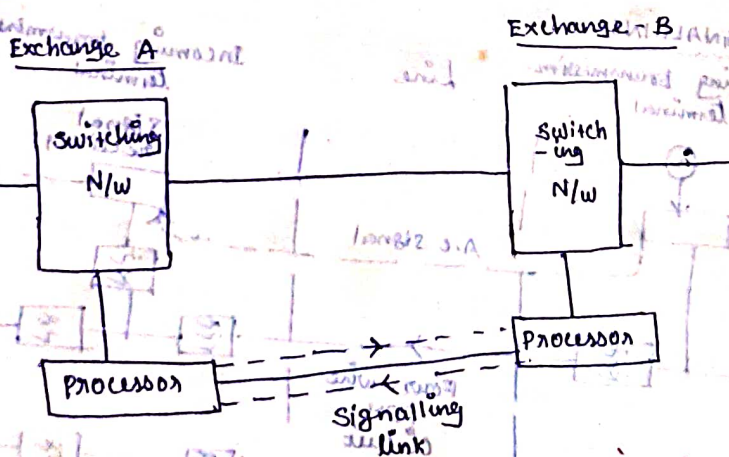 Exchange A
Exchange-B
Switching
N/W
Switch
-ing
N/W
Processor
Processor
Signalling
link